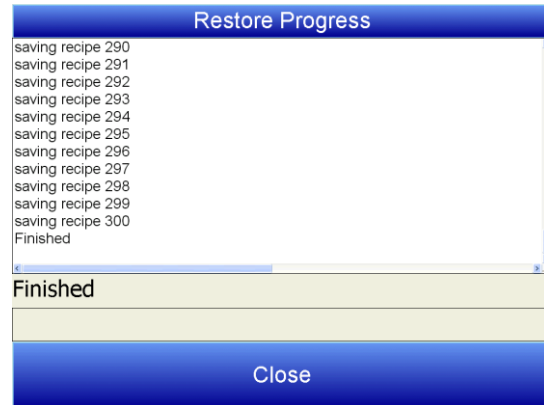 Restore Progress
saving recipe 290
saving recipe 291
saving recipe 292
saving recipe 293
saving recipe 294
saving recipe 295
saving recipe 296
saving recipe 297
saving recipe 298
saving recipe 299
saving recipe 300
Finished
Finished
Close